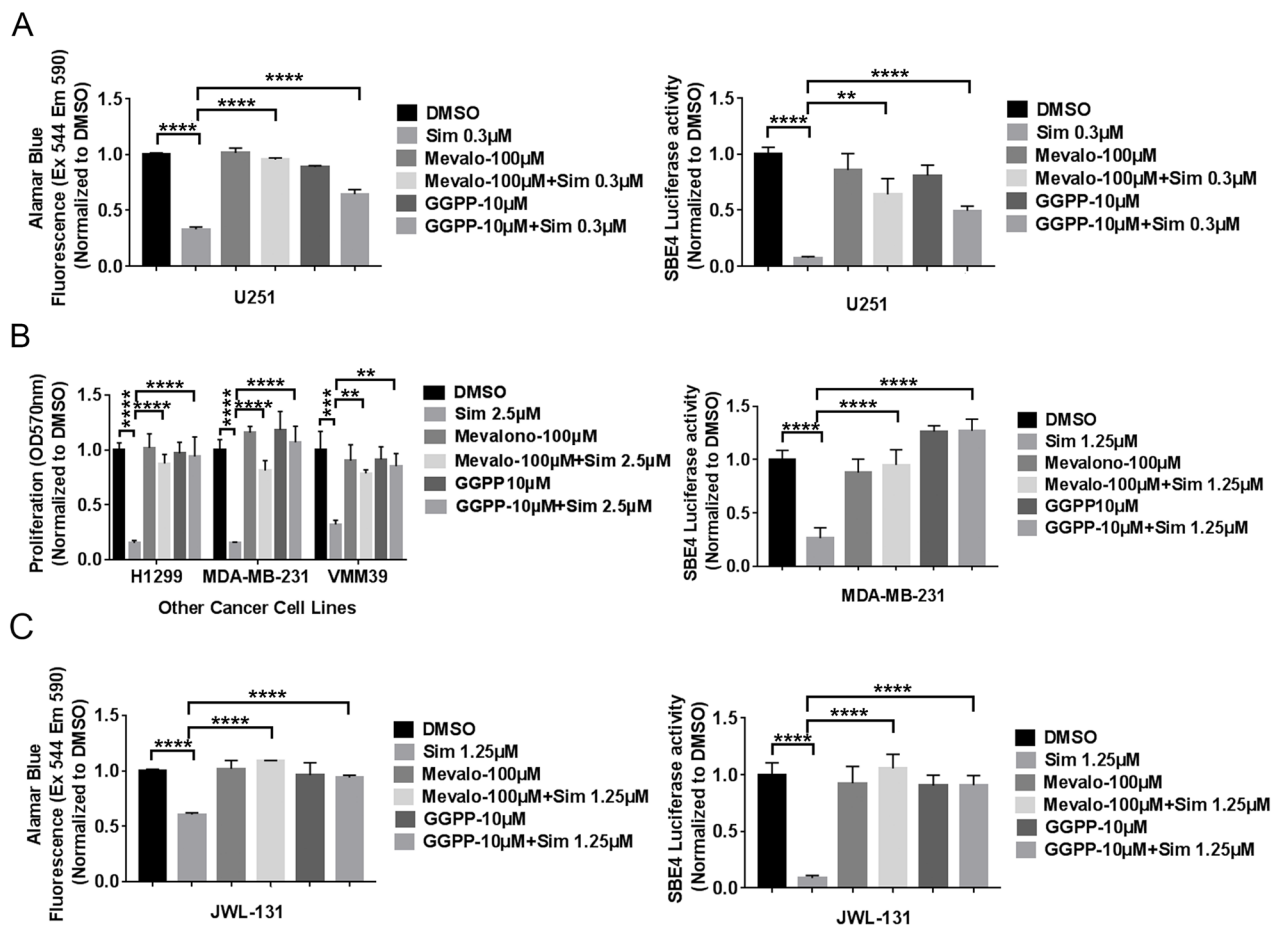 A
Alamar Blue
Fluorescence (Ex 544 Em 590)
(Normalized to DMSO)
1.5
1.0
0.5
0.0
****
****
****
U251
DMSO
Sim 0.3µM
Mevalo-100µM
Mevalo-100µM+Sim 0.3µM
GGPP-10µM
GGPP-10µM+Sim 0.3µM
SBE4 Luciferase activity
(Normalized to DMSO)
1.5
1.0
0.5
0.0
****
**
****
U251
DMSO
Sim 0.3µM
Mevalo-100µM
Mevalo-100µM+Sim 0.3µM
GGPP-10µM
GGPP-10µM+Sim 0.3µM
B
Proliferation (OD570nm)
(Normalized to DMSO)
1.5
1.0
0.5
0.0
****
****
****
****
****
****
***
**
**
H1299 MDA-MB-231 VMM39
Other Cancer Cell Lines
DMSO
Sim 2.5µM
Mevalono-100µM
Mevalo-100µM+Sim 2.5µM
GGPP10µM
GGPP-10µM+Sim 2.5µM
SBE4 Luciferase activity
(Normalized to DMSO)
1.5
1.0
0.5
0.0
****
****
****
MDA-MB-231
DMSO
Sim 1.25µM
Mevalono-100µM
Mevalo-100µM+Sim 1.25µM
GGPP10µM
GGPP-10µM+Sim 1.25µM
C
Alamar Blue
Fluorescence (Ex 544 Em 590)
(Normalized to DMSO)
1.5
1.0
0.5
0.0
****
****
****
JWL-131
DMSO
Sim 1.25µM
Mevalo-100µM
Mevalo-100µM+Sim 1.25µM
GGPP-10µM
GGPP-10µM+Sim 1.25µM
SBE4 Luciferase activity
(Normalized to DMSO)
1.5
1.0
0.5
0.0
****
****
****
JWL-131
DMSO
Sim 1.25µM
Mevalo-100µM
Mevalo-100µM+Sim 1.25µM
GGPP-10µM
GGPP-10µM+Sim 1.25µM